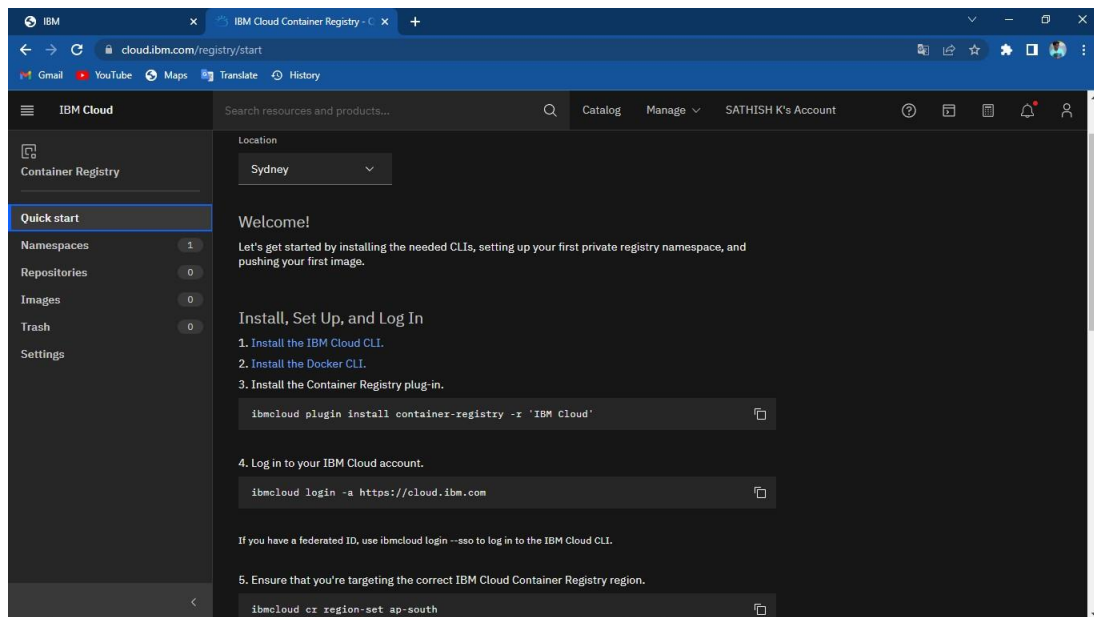 IBM
IBM Cloud Container Registry - C
cloud.ibm.com/registry/start
Gmail YouTube Maps Translate History
IBM Cloud
Search resources and products...
Catalog Manage SATHISH K's Account
Container Registry
Quick start
Namespaces 1
Repositories 0
Images 0
Trash 0
Settings
Location
Sydney
Welcome!
Let's get started by installing the needed CLIs, setting up your first private registry namespace, and
pushing your first image.
Install, Set Up, and Log In
1. Install the IBM Cloud CLI.
2. Install the Docker CLI.
3. Install the Container Registry plug-in.
ibmcloud plugin install container-registry -r 'IBM Cloud'
4. Log in to your IBM Cloud account.
ibmcloud login -a https://cloud.ibm.com
If you have a federated ID, use ibmcloud login --sso to log in to the IBM Cloud CLI.
5. Ensure that you're targeting the correct IBM Cloud Container Registry region.
ibmcloud cr region-set ap-south